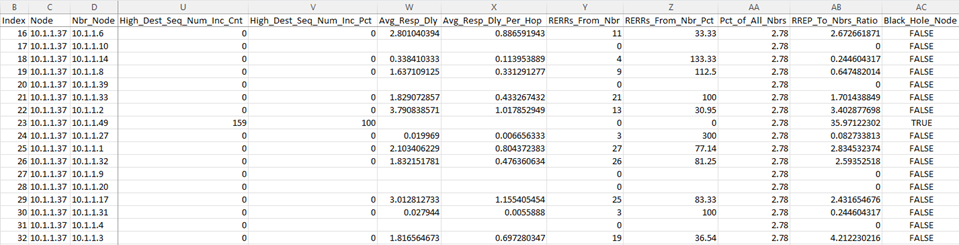 B C D U V W X Y Z AA AB AC
Index Node Nbr_Node High_Dest_Seq_Num_Inc_Cnt High_Dest_Seq_Num_Inc_Pct Avg_Resp_Dly Avg_Resp_Dly_Per_Hop RERRs_From_Nbr RERRs_From_Nbr_Pct Pct_of_All_Nbrs RREP_To_Nbrs_Ratio Black_Hole_Node
16 10.1.1.37 10.1.1.6 0 0 2.801040394 0.886591943 11 33.33 2.78 2.672661871 FALSE
17 10.1.1.37 10.1.1.10 0 0 2.78 0 FALSE
18 10.1.1.37 10.1.1.14 0 0 0.338410333 0.113953889 4 133.33 2.78 0.244604317 FALSE
19 10.1.1.37 10.1.1.8 0 0 1.637109125 0.331291277 9 112.5 2.78 0.647482014 FALSE
20 10.1.1.37 10.1.1.39 0 0 2.78 0 FALSE
21 10.1.1.37 10.1.1.33 0 0 1.829072857 0.433267432 21 100 2.78 1.701438849 FALSE
22 10.1.1.37 10.1.1.2 0 0 3.790838571 1.017852949 13 30.95 2.78 3.402877698 FALSE
23 10.1.1.37 10.1.1.49 159 100 0 0 2.78 35.97122302 TRUE
24 10.1.1.37 10.1.1.27 0 0 0.019969 0.006656333 3 300 2.78 0.082733813 FALSE
25 10.1.1.37 10.1.1.1 0 0 2.103406229 0.804372383 27 77.14 2.78 2.834532374 FALSE
26 10.1.1.37 10.1.1.32 0 0 1.832151781 0.476360634 26 81.25 2.78 2.59352518 FALSE
27 10.1.1.37 10.1.1.9 0 0 2.78 0 FALSE
28 10.1.1.37 10.1.1.20 0 0 2.78 0 FALSE
29 10.1.1.37 10.1.1.17 0 0 3.012812733 1.155405454 25 83.33 2.78 2.431654676 FALSE
30 10.1.1.37 10.1.1.31 0 0 0.027944 0.0055888 3 100 2.78 0.244604317 FALSE
31 10.1.1.37 10.1.1.4 0 0 2.78 0 FALSE
32 10.1.1.37 10.1.1.3 0 0 1.816564673 0.697280347 19 36.54 2.78 4.212230216 FALSE